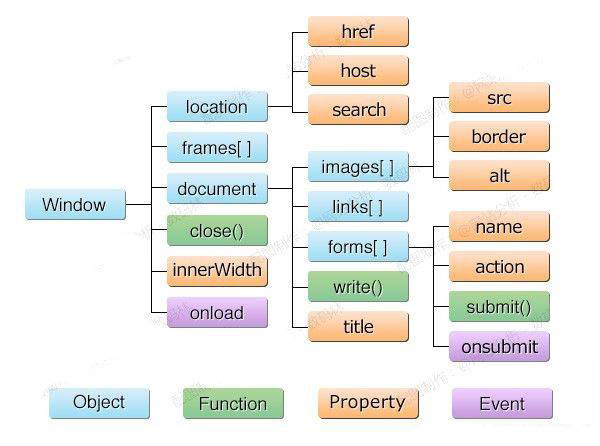 Window
location
frames[ ]
document
close()
innerWidth
onload
href
host
search
images[ ]
links[ ]
forms[ ]
write()
title
src
border
alt
name
action
submit()
onsubmit
Object
Function
Property
Event